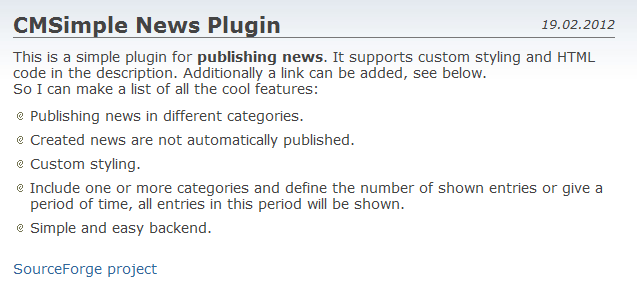 CMSimple News Plugin 19.02.2012
This is a simple plugin for publishing news. It supports custom styling and HTML
code in the description. Additionally a link can be added, see below.
So I can make a list of all the cool features:
Publishing news in different categories.
Created news are not automatically published.
Custom styling.
Include one or more categories and define the number of shown entries or give a
period of time, all entries in this period will be shown.
Simple and easy backend.
SourceForge project